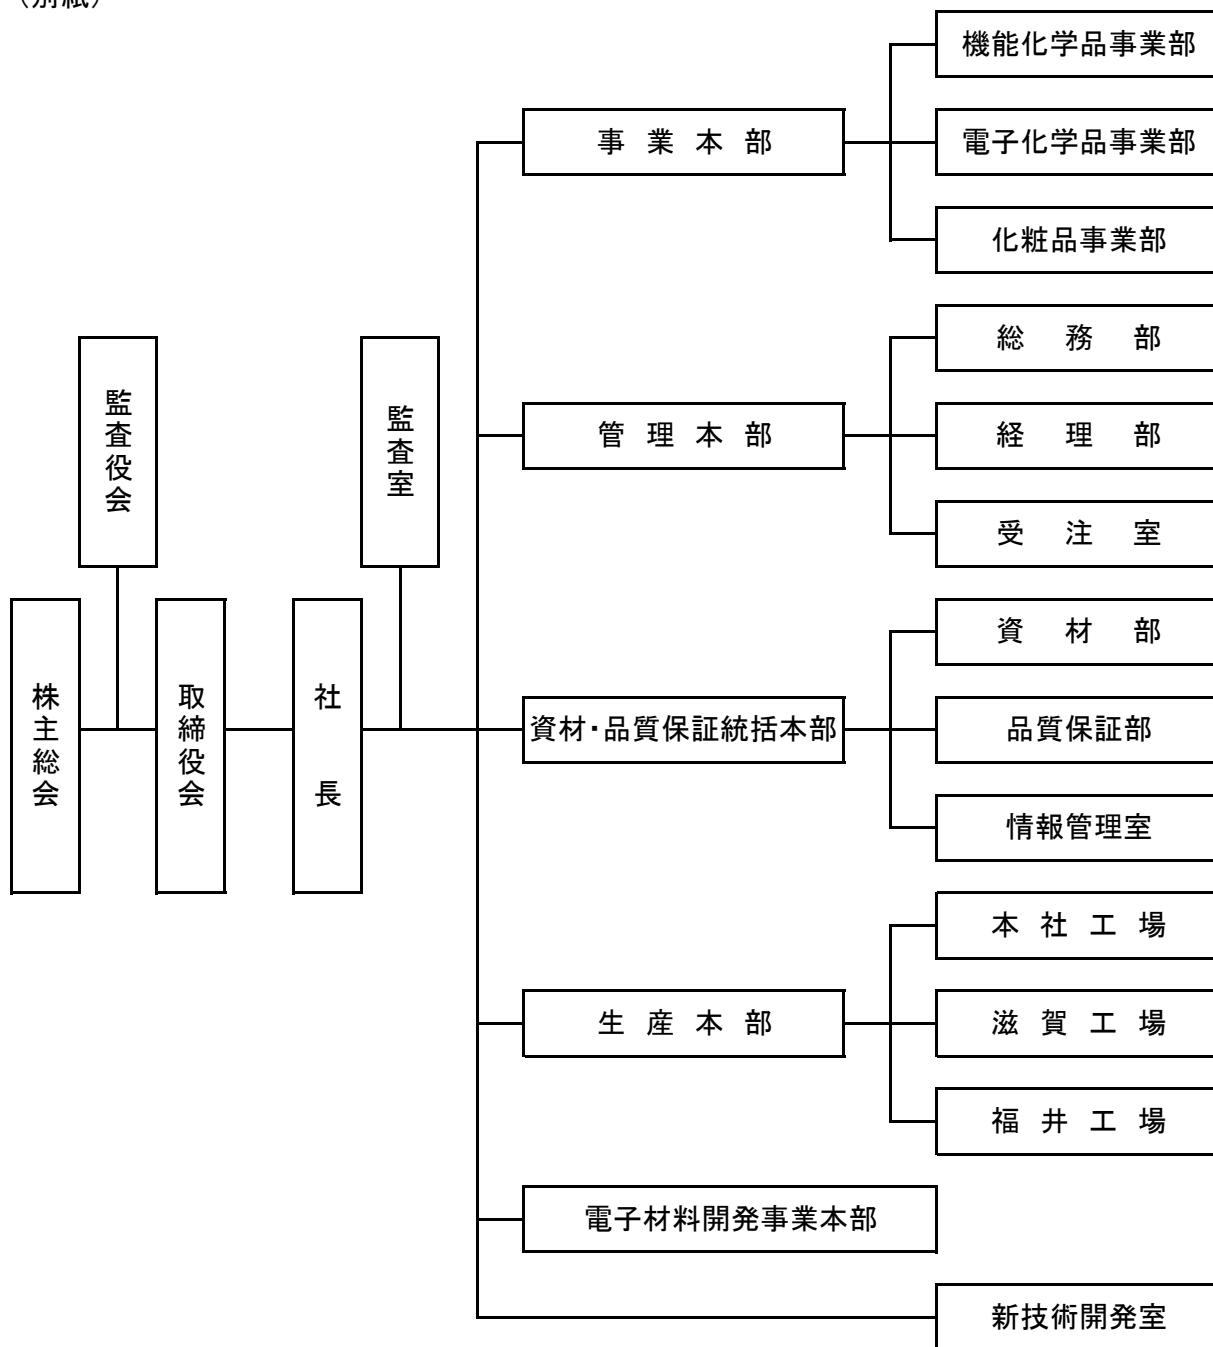 （別紙）
機能化学品事業部
事業本部
電子化学品事業部
化粧品事業部
総務部
管理本部
経理部
受注室
監査役会
監査室
株主総会
取締役会
社長
資材部
資材・品質保証統括本部
品質保証部
情報管理室
本社工場
生産本部
滋賀工場
福井工場
電子材料開発事業本部
新技術開発室